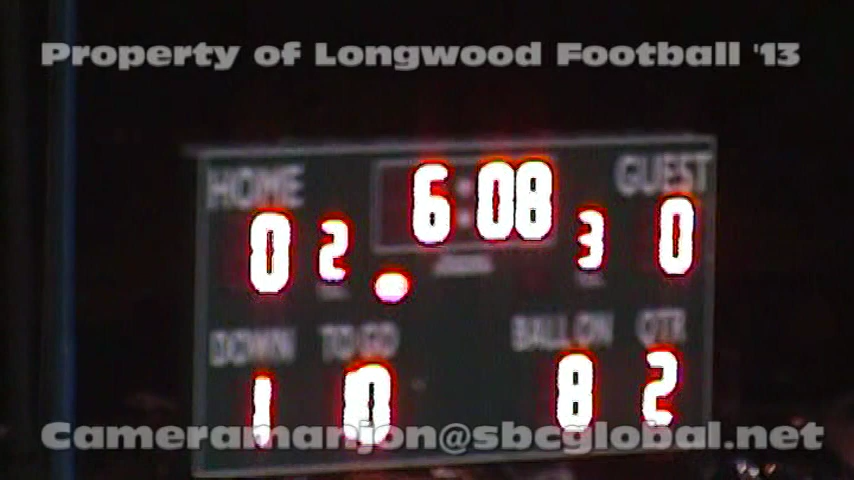 Property of Longwood Football '13
HOME 6:08 GUEST
0 2 3 0
DOWN TO GO BALL ON QTR
1 0 8 2
Cameramanjon@sbcglobal.net